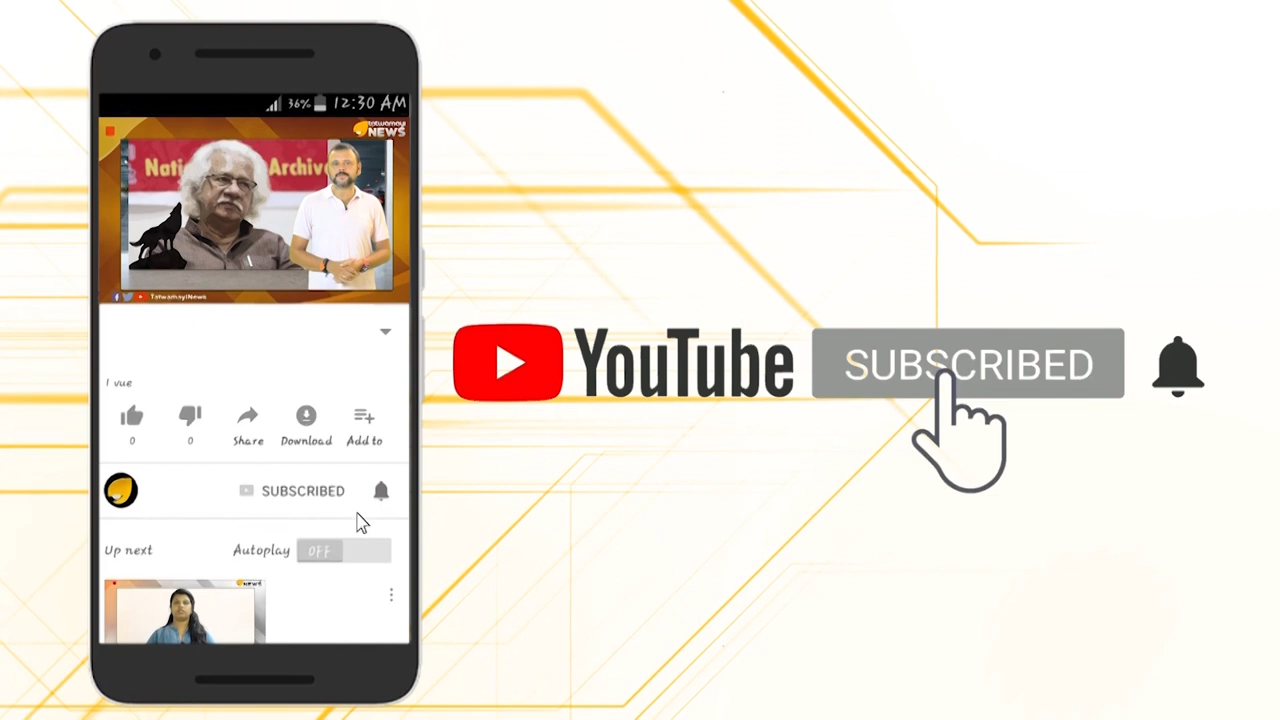 36% 12:30 AM
Tatwamayi
NEWS
Archive
TatwamayiNews
1 vue
0 0 Share Download Add to
SUBSCRIBED
Up next Autoplay OFF
NEWS
YouTube SUBSCRIBED